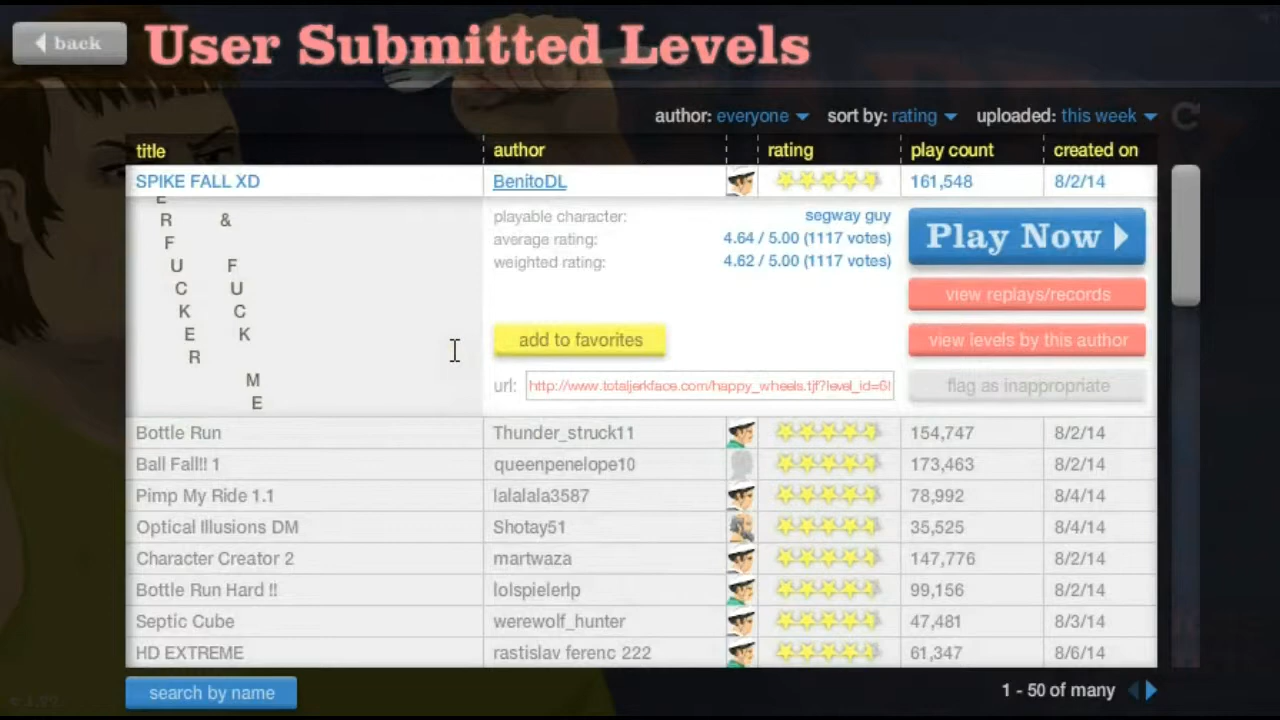 back
User Submitted Levels
author: everyone sort by: rating uploaded: this week
title author rating play count created on
SPIKE FALL XD BenitoDL 161,548 8/2/14
E
R &
F
U F
C U
K C
E K
R
M
E
playable character: segway guy
average rating: 4.64 / 5.00 (1117 votes)
weighted rating: 4.62 / 5.00 (1117 votes)
add to favorites
url: http://www.totaljerkface.com/happy_wheels.tjf?level_id=6
Play Now
view replays/records
view levels by this author
flag as inappropriate
Bottle Run Thunder_struck11 154,747 8/2/14
Ball Fall!! 1 queenpenelope10 173,463 8/2/14
Pimp My Ride 1.1 lalalala3587 78,992 8/4/14
Optical Illusions DM Shotay51 35,525 8/4/14
Character Creator 2 martwaza 147,776 8/2/14
Bottle Run Hard !! lolspielerlp 99,156 8/2/14
Septic Cube werewolf_hunter 47,481 8/3/14
HD EXTREME rastislav ferenc 222 61,347 8/6/14
search by name
1 - 50 of many